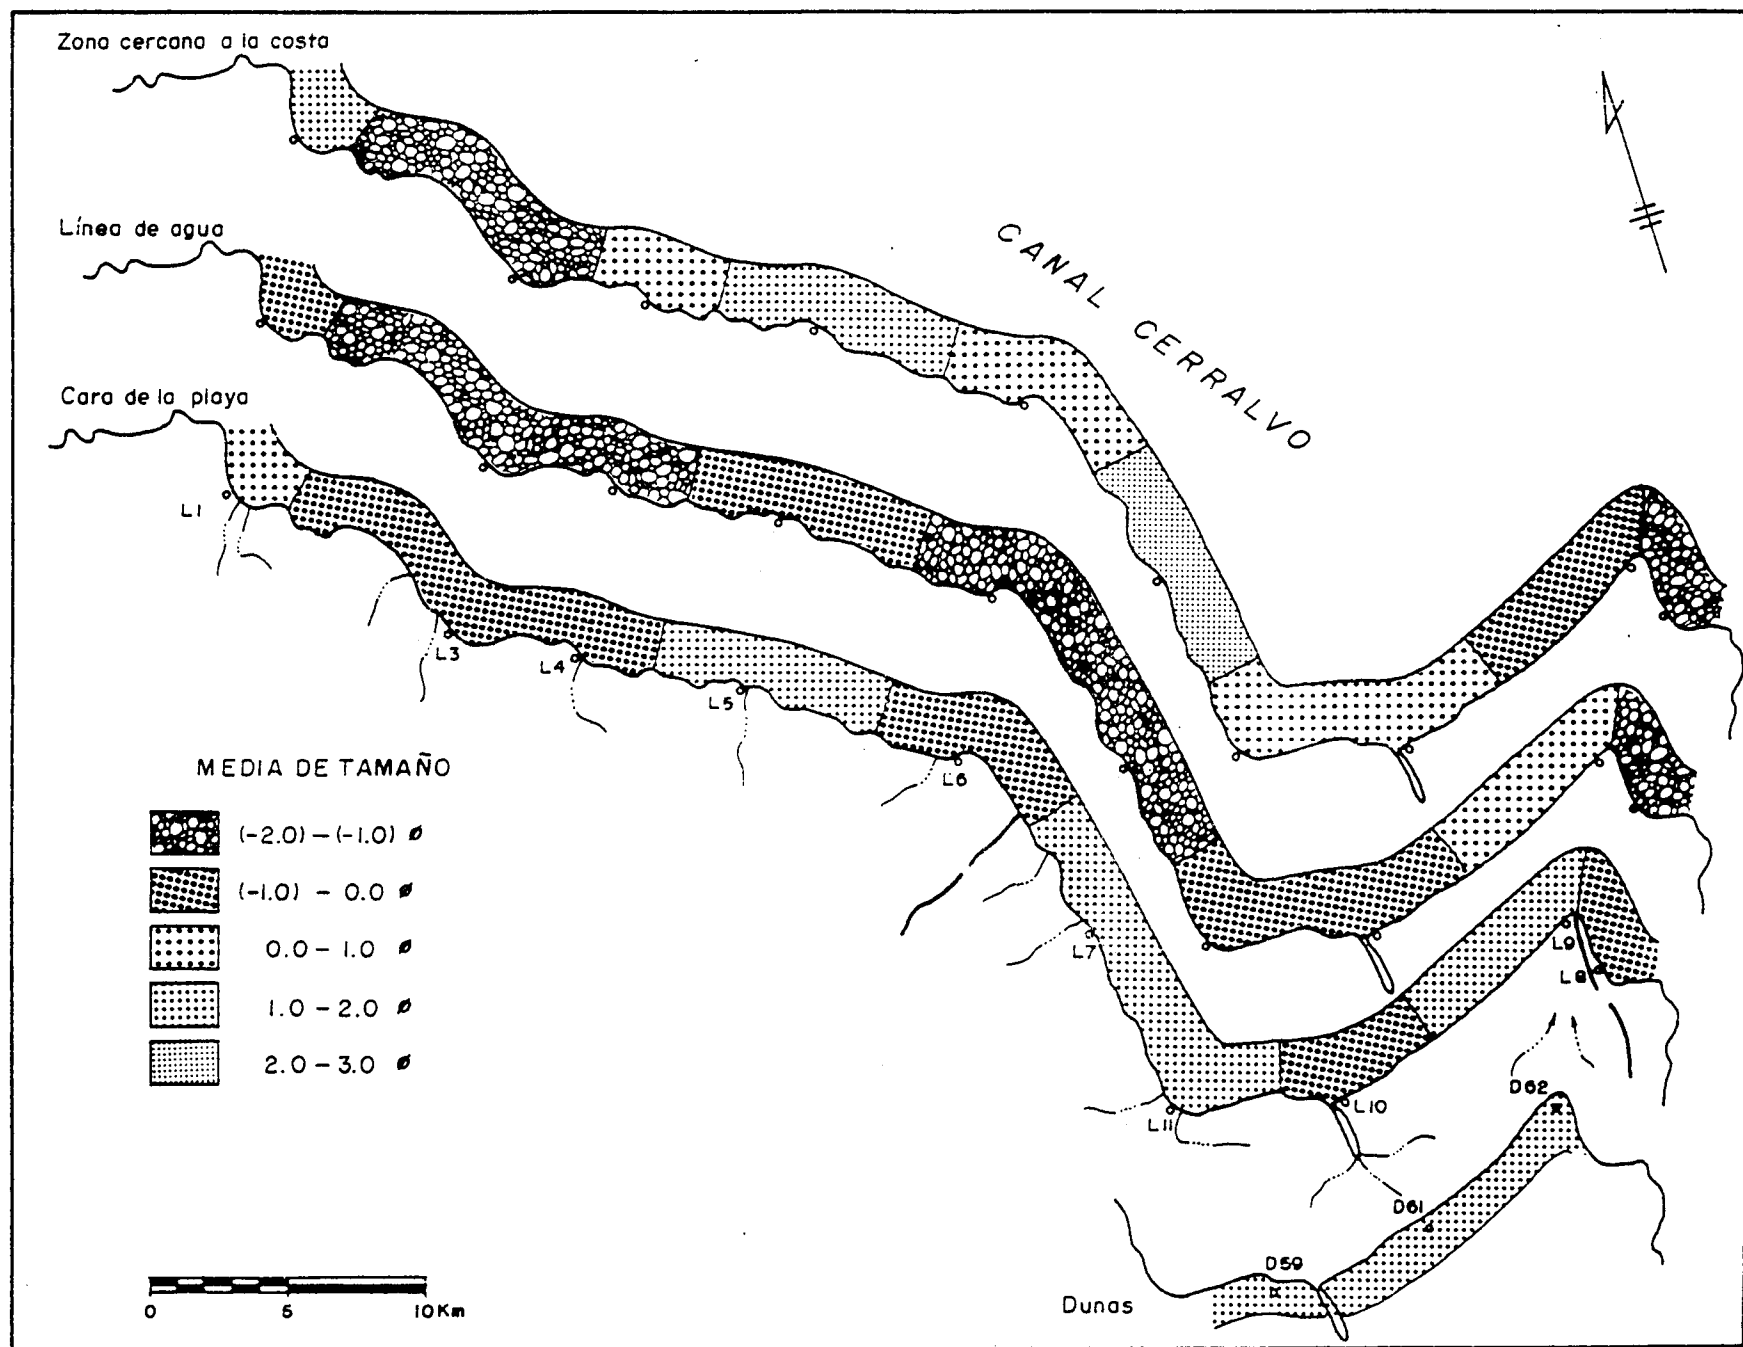 Zona cercana a la costa
Línea de agua
Cara de la playa
CANAL CERRALVO
L1
L3
L4
L5
L6
L7
L11
L10
L9
L8
MEDIA DE TAMAÑO
(-2.0) – (-1.0) ø
(-1.0) – 0.0 ø
0.0 – 1.0 ø
1.0 – 2.0 ø
2.0 – 3.0 ø
D62
D61
D59
Dunas
0 5 10 Km